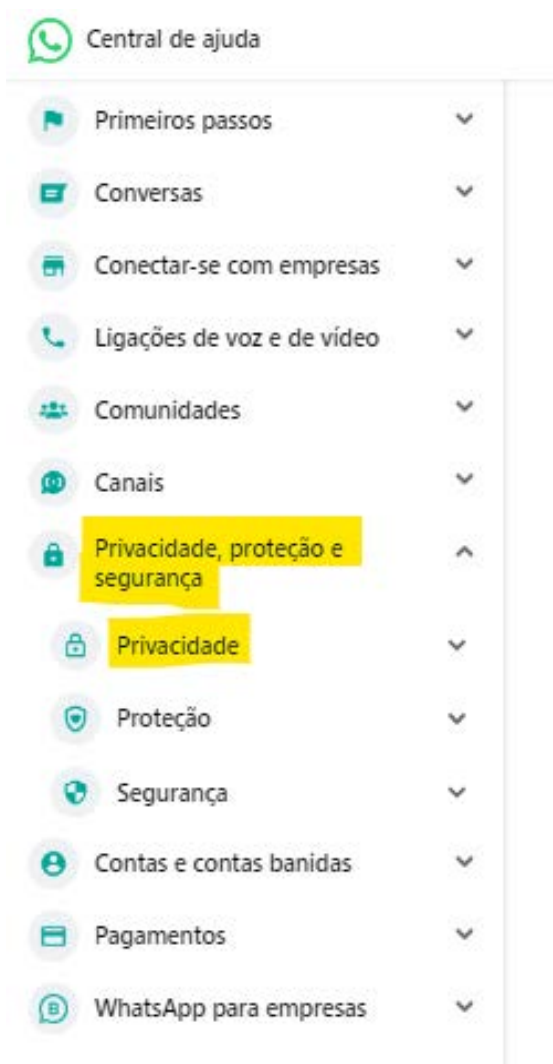 Central de ajuda
Primeiros passos
Conversas
Conectar-se com empresas
Ligações de voz e de vídeo
Comunidades
Canais
Privacidade, proteção e
segurança
Privacidade
Proteção
Segurança
Contas e contas banidas
Pagamentos
WhatsApp para empresas